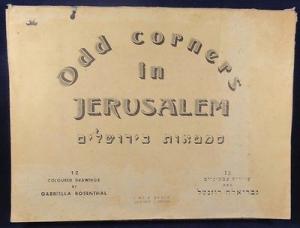 Odd corners
in
JERUSALEM
סמטאות בירושלים
12
COLOURED DRAWINGS
BY
GABRIELLA ROSENTHAL
12
גבריאלה רוזנטל